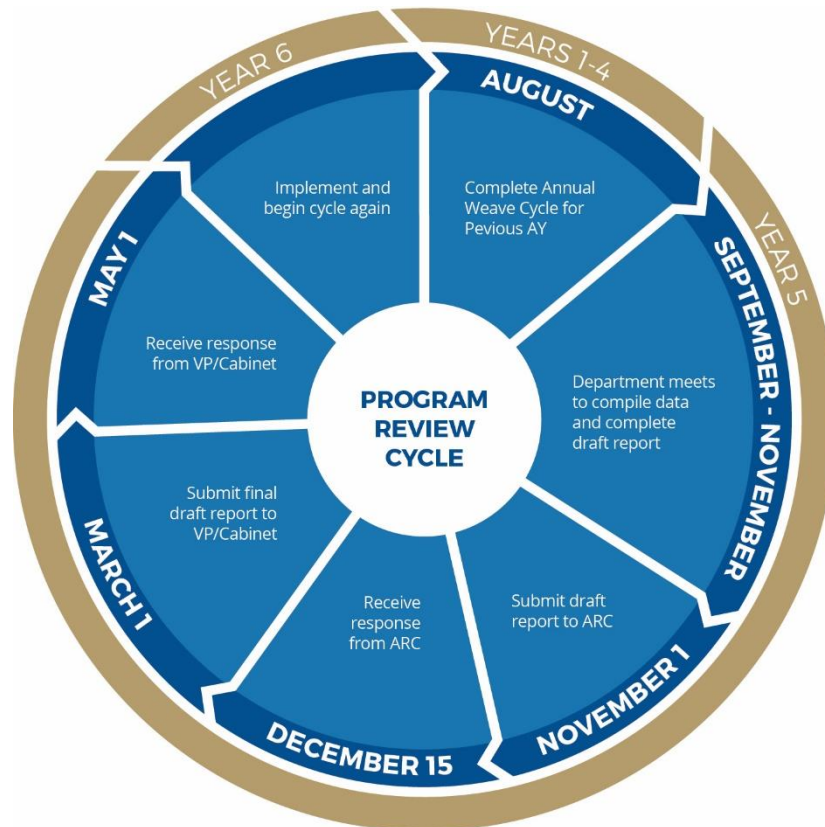 PROGRAM
REVIEW
CYCLE
YEARS 1-4
AUGUST
Complete Annual
Weave Cycle for
Pevious AY
YEAR 5
SEPTEMBER - NOVEMBER
Department meets
to compile data
and complete
draft report
NOVEMBER 1
Submit draft
report to ARC
DECEMBER 15
Receive
response
from ARC
MARCH 1
Submit final
draft report to
VP/Cabinet
MAY 1
Receive response
from VP/Cabinet
YEAR 6
Implement and
begin cycle again